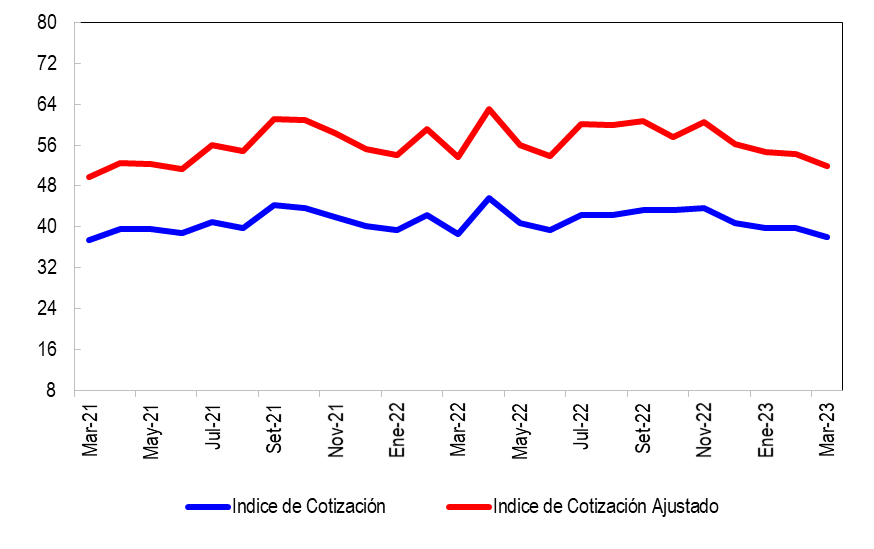 80
72
64
56
48
40
32
24
16
8
Mar-21
May-21
Jul-21
Set-21
Nov-21
Ene-22
Mar-22
May-22
Jul-22
Set-22
Nov-22
Ene-23
Mar-23
Indice de Cotización
Indice de Cotización Ajustado